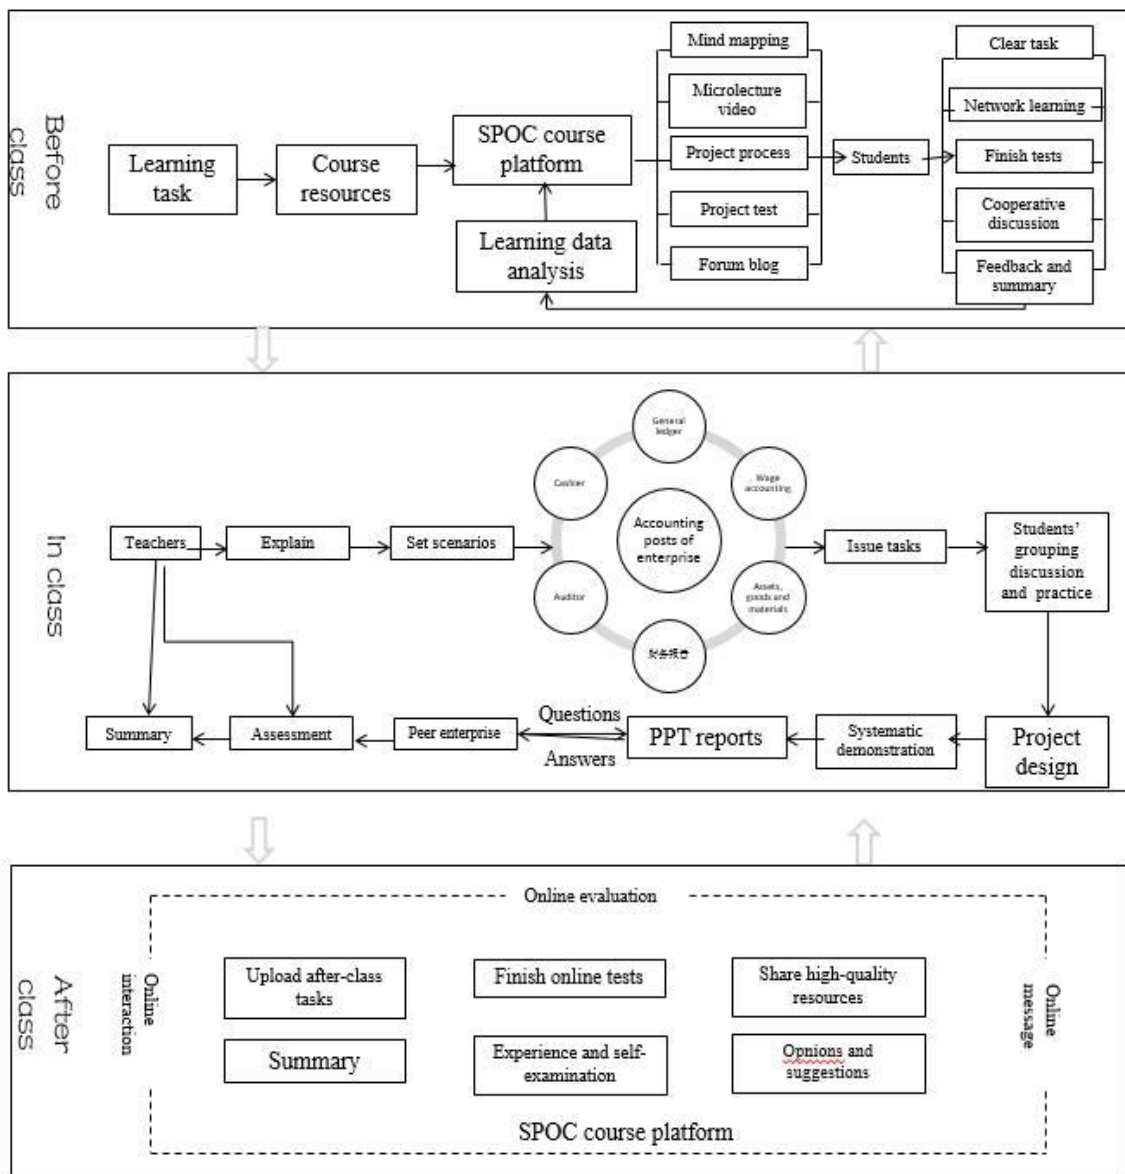 Before
class
Learning
task
Course
resources
SPOC course
platform
Learning data
analysis
Mind mapping
Microlecture
video
Project process
Project test
Forum blog
Students
Clear task
Network learning
Finish tests
Cooperative
discussion
Feedback and
summary
In class
Teachers
Explain
Set scenarios
General
ledger
Cashier
Wage
accounting
Accounting
posts of
enterprise
Auditor
Assets,
goods and
materials
财务报告
Issue tasks
Students’
grouping
discussion
and practice
Summary
Assessment
Peer enterprise
Questions
Answers
PPT reports
Systematic
demonstration
Project
design
After
class
Online evaluation
Online
interaction
Upload after-class
tasks
Finish online tests
Share high-quality
resources
Online
message
Summary
Experience and self-
examination
Opnions and
suggestions
SPOC course platform